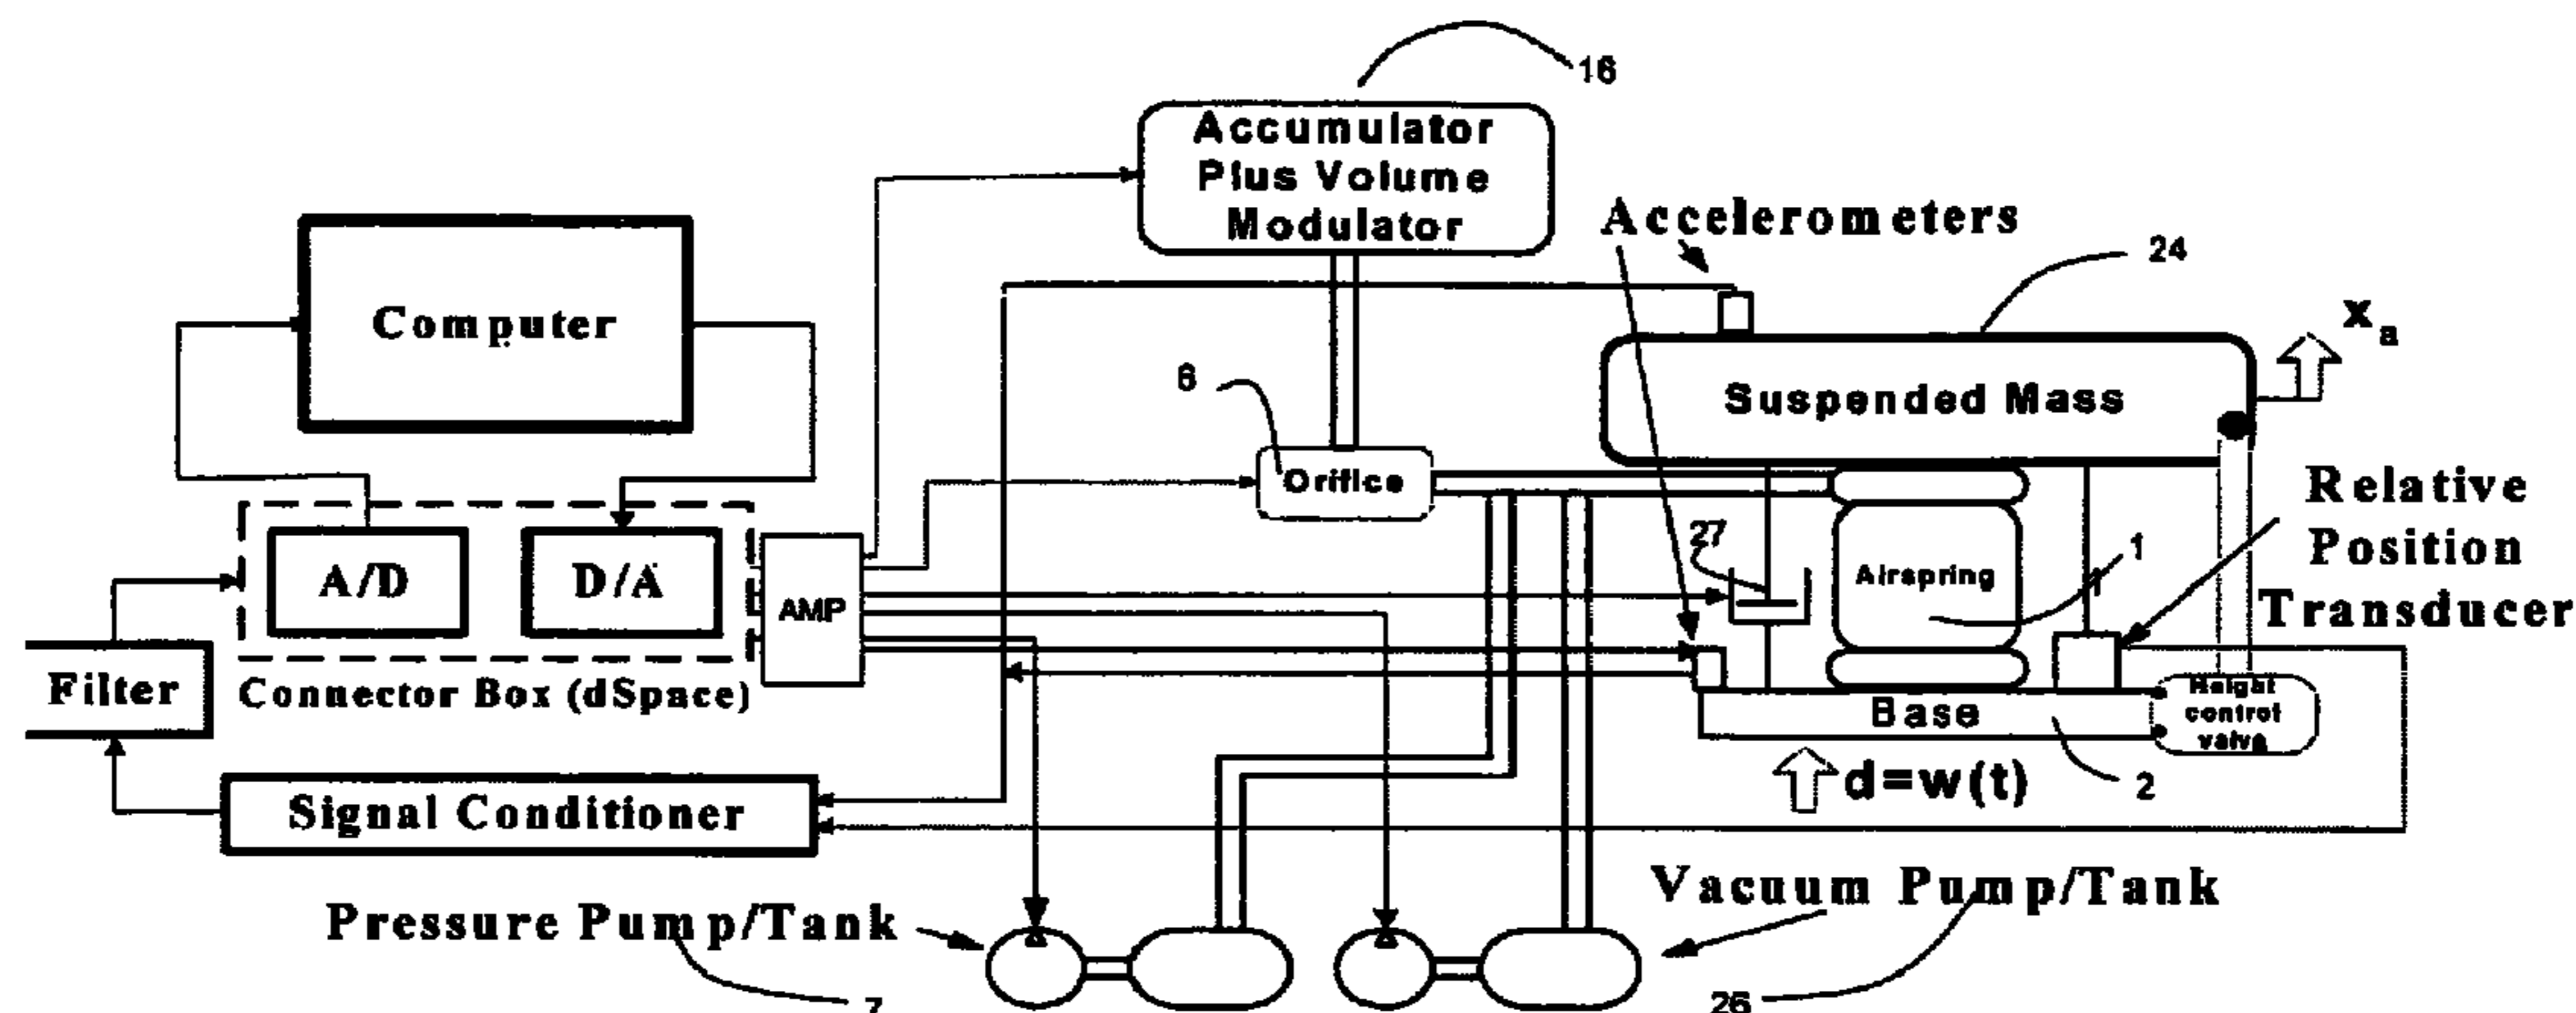 16
Accumulator
Plus Volume
Modulator
Accelerometers
24
x a
Computer
6
Suspended Mass
Orifice
Relative
Position
Transducer
27
1
A/D
D/A
AMP
Airspring
Filter
Connector Box (dSpace)
Base
Height
control
valve
d=w(t)
2
Signal Conditioner
Vacuum Pump/Tank
Pressure Pump/Tank
7
26